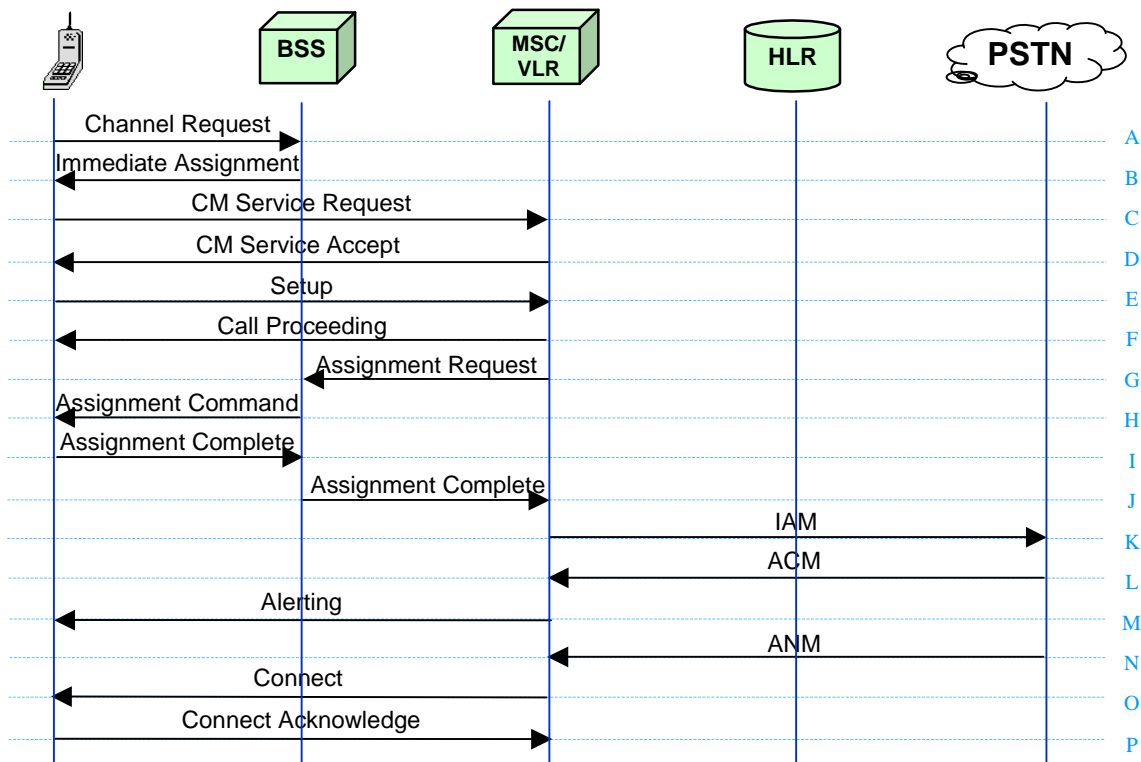 BSS
MSC/
VLR
HLR
PSTN
Channel Request
A
Immediate Assignment
B
CM Service Request
C
CM Service Accept
D
Setup
E
Call Proceeding
F
Assignment Request
G
Assignment Command
H
Assignment Complete
I
Assignment Complete
J
IAM
K
ACM
L
Alerting
M
ANM
N
Connect
O
Connect Acknowledge
P